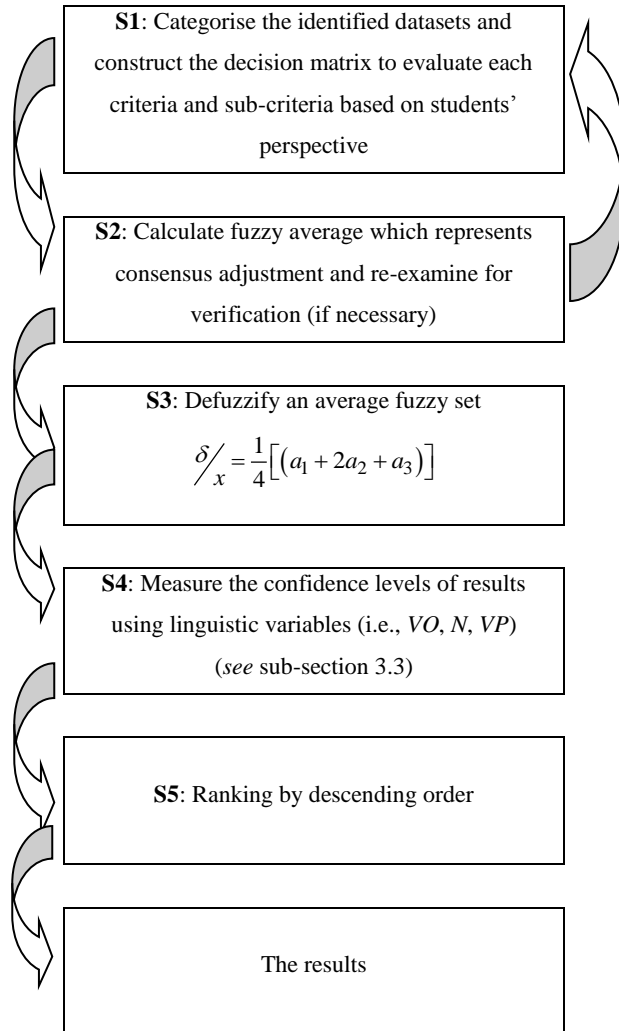 S1: Categorise the identified datasets and
construct the decision matrix to evaluate each
criteria and sub-criteria based on students’
perspective
S2: Calculate fuzzy average which represents
consensus adjustment and re-examine for
verification (if necessary)
S3: Defuzzify an average fuzzy set
δ/x = 1/4[(a₁ + 2a₂ + a₃)]
S4: Measure the confidence levels of results
using linguistic variables (i.e., VO, N, VP)
(see sub-section 3.3)
S5: Ranking by descending order
The results